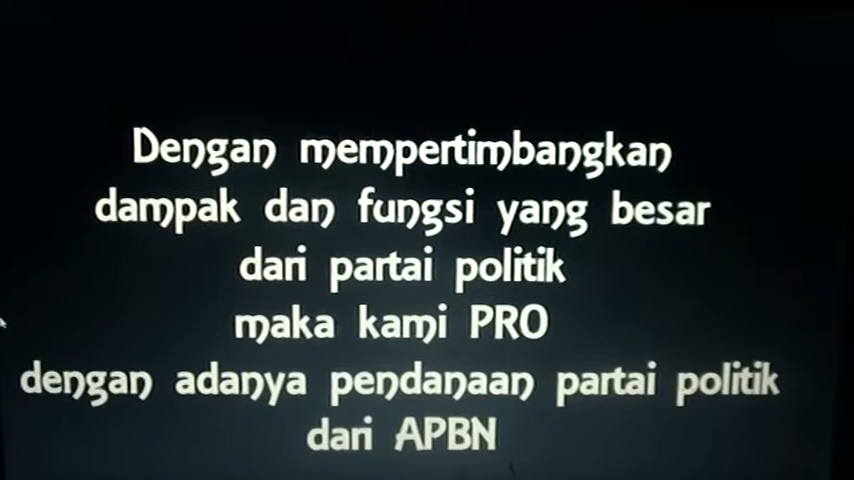 Dengan mempertimbangkan
dampak dan fungsi yang besar
dari partai politik
maka kami PRO
dengan adanya pendanaan partai politik
dari APBN